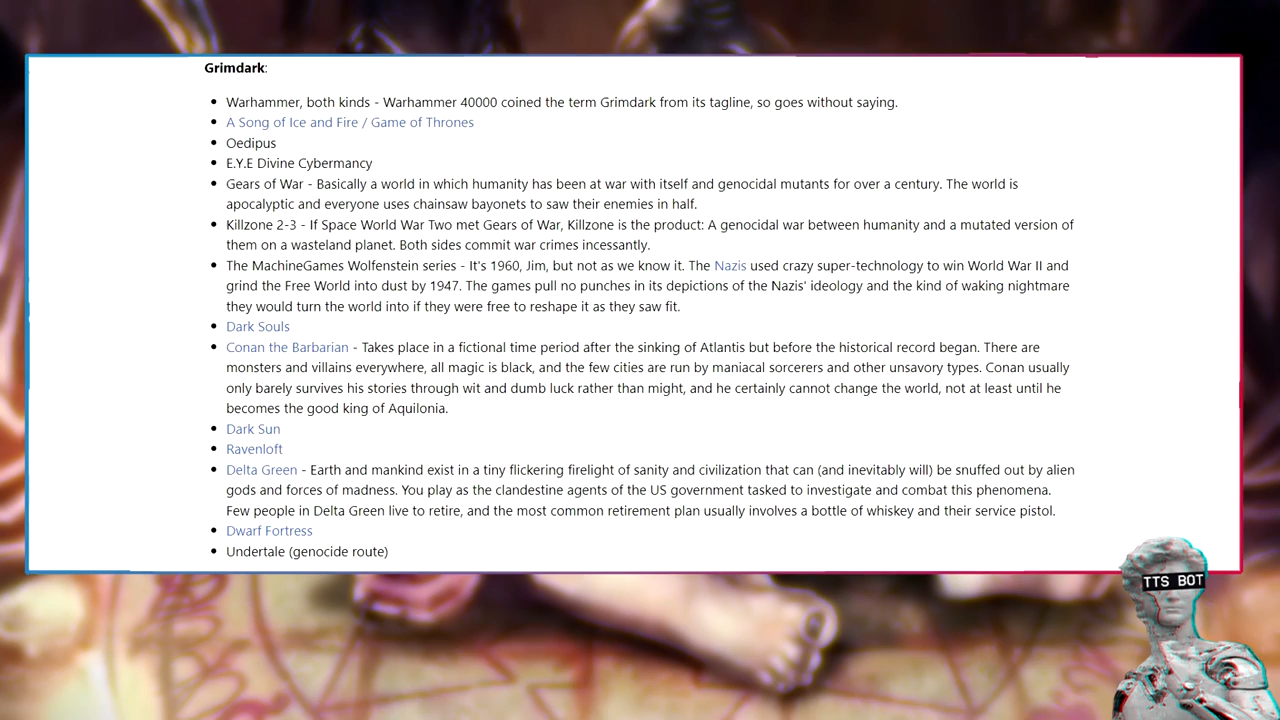 Grimdark:
Warhammer, both kinds - Warhammer 40000 coined the term Grimdark from its tagline, so goes without saying.
A Song of Ice and Fire / Game of Thrones
Oedipus
E.Y.E Divine Cybermancy
Gears of War - Basically a world in which humanity has been at war with itself and genocidal mutants for over a century. The world is
apocalyptic and everyone uses chainsaw bayonets to saw their enemies in half.
Killzone 2-3 - If Space World War Two met Gears of War, Killzone is the product: A genocidal war between humanity and a mutated version of
them on a wasteland planet. Both sides commit war crimes incessantly.
The MachineGames Wolfenstein series - It's 1960, Jim, but not as we know it. The Nazis used crazy super-technology to win World War II and
grind the Free World into dust by 1947. The games pull no punches in its depictions of the Nazis' ideology and the kind of waking nightmare
they would turn the world into if they were free to reshape it as they saw fit.
Dark Souls
Conan the Barbarian - Takes place in a fictional time period after the sinking of Atlantis but before the historical record began. There are
monsters and villains everywhere, all magic is black, and the few cities are run by maniacal sorcerers and other unsavory types. Conan usually
only barely survives his stories through wit and dumb luck rather than might, and he certainly cannot change the world, not at least until he
becomes the good king of Aquilonia.
Dark Sun
Ravenloft
Delta Green - Earth and mankind exist in a tiny flickering firelight of sanity and civilization that can (and inevitably will) be snuffed out by alien
gods and forces of madness. You play as the clandestine agents of the US government tasked to investigate and combat this phenomena.
Few people in Delta Green live to retire, and the most common retirement plan usually involves a bottle of whiskey and their service pistol.
Dwarf Fortress
Undertale (genocide route)
TTS BOT